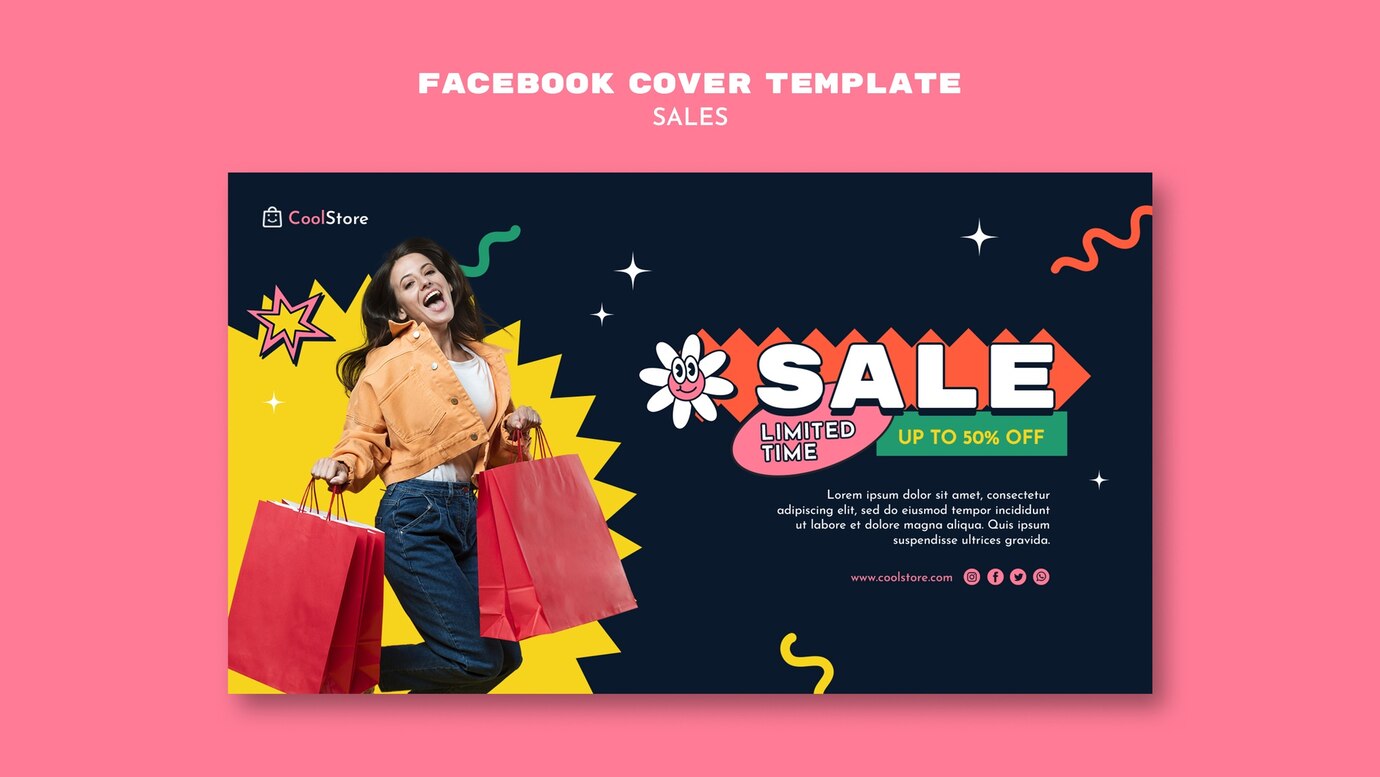 FACEBOOK COVER TEMPLATE
SALES
CoolStore
SALE
LIMITED
TIME
UP TO 50% OFF
Lorem ipsum dolor sit amet, consectetur
adipiscing elit, sed do eiusmod tempor incididunt
ut labore et dolore magna aliqua. Quis ipsum
suspendisse ultrices gravida.
www.coolstore.com